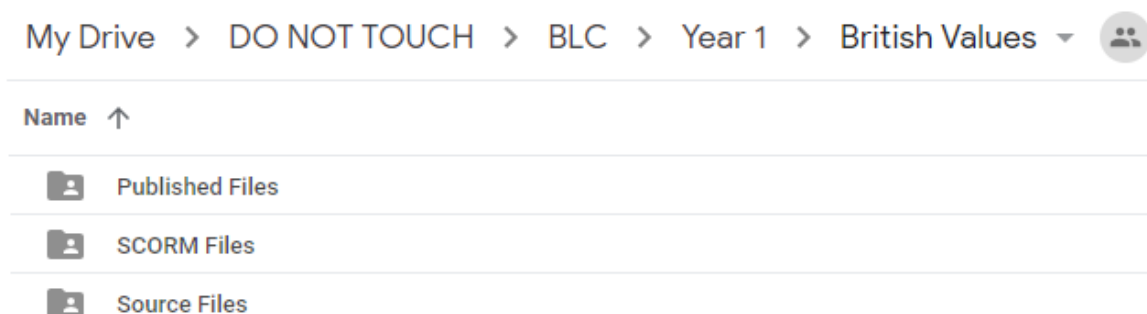 My Drive > DO NOT TOUCH > BLC > Year 1 > British Values
Name
Published Files
SCORM Files
Source Files